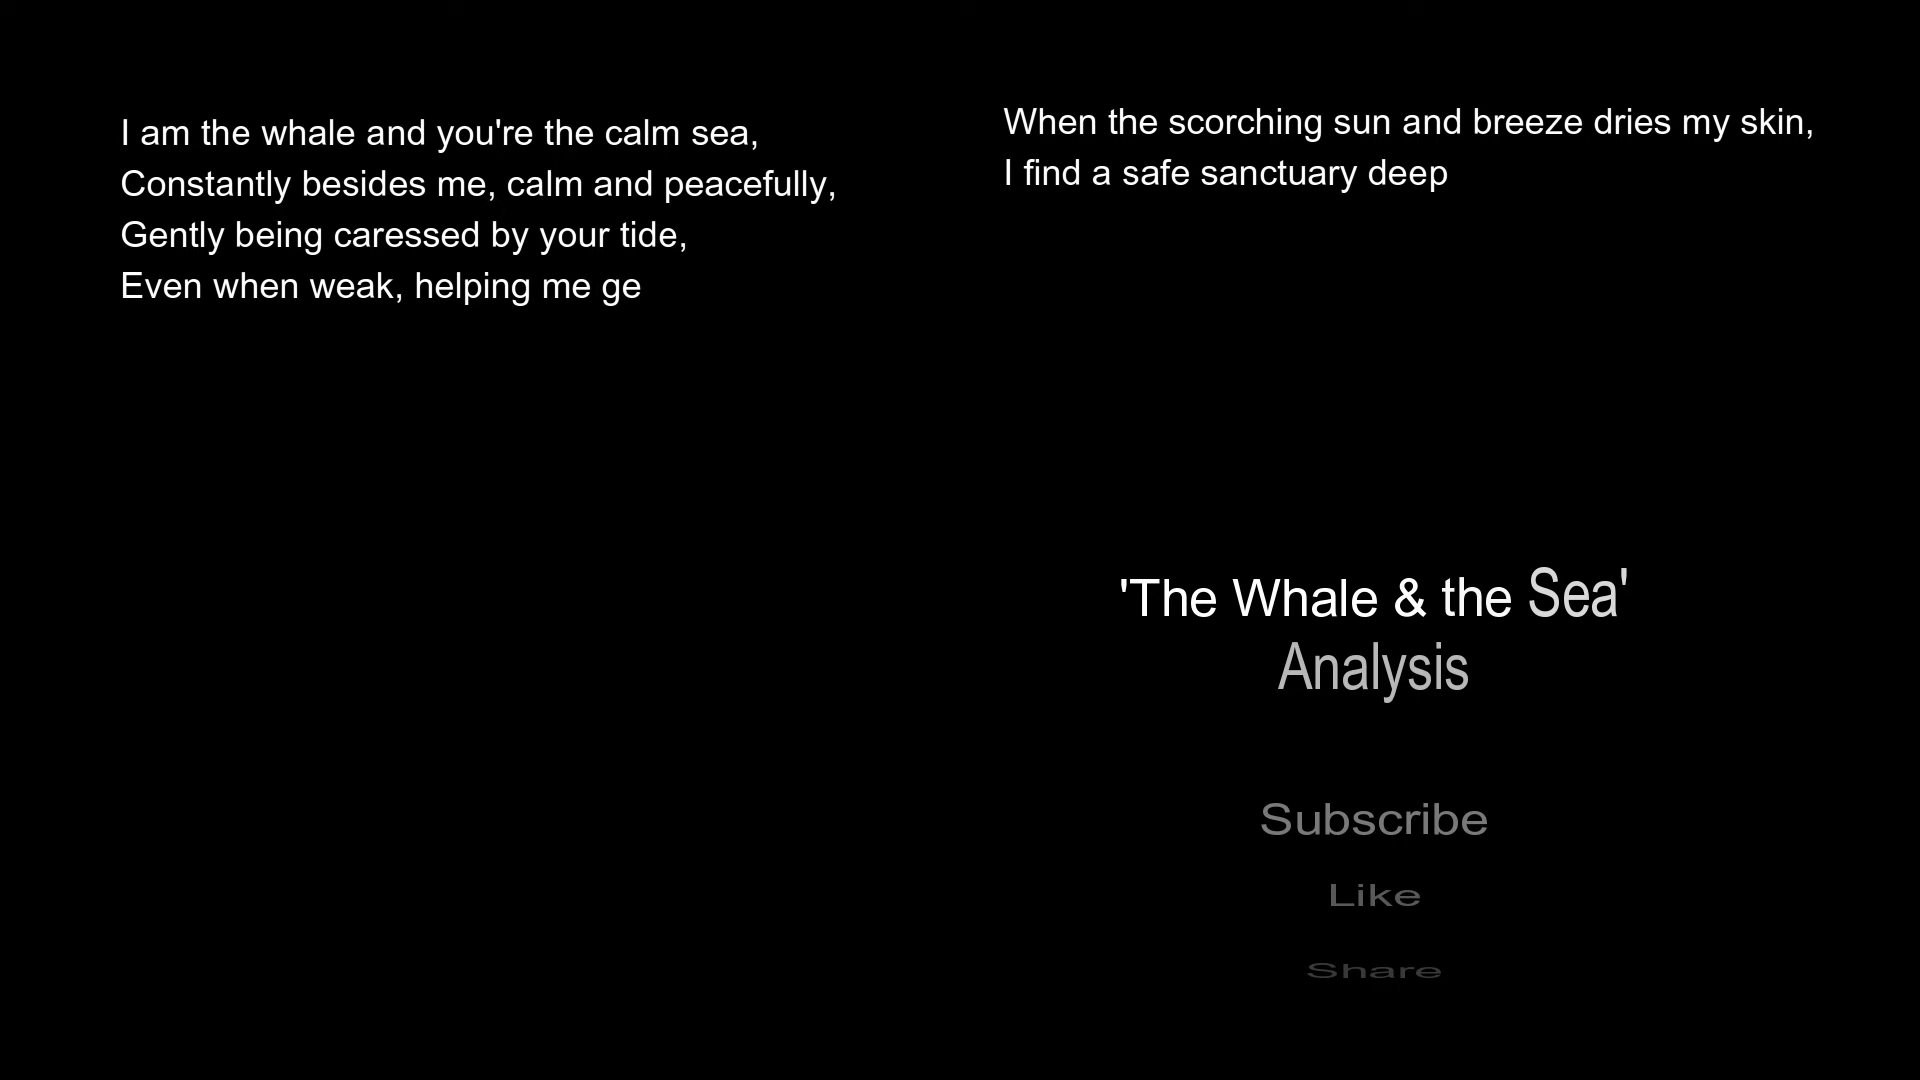 I am the whale and you're the calm sea,
Constantly besides me, calm and peacefully,
Gently being caressed by your tide,
Even when weak, helping me ge
When the scorching sun and breeze dries my skin,
I find a safe sanctuary deep
'The Whale & the Sea'
Analysis
Subscribe
Like
Share